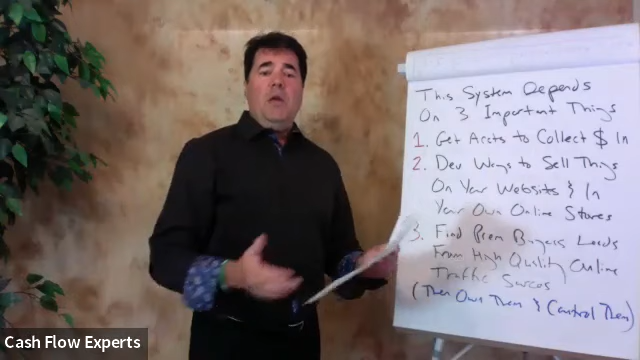 This System Depends
On 3 Important Things
1. Get Accts to Collect $ In
2. Dev Ways to Sell Things
On Your Website & In
Your Own Online Stores
3. Find Prem Buyers Leads
From High Quality Online
Traffic Sources
(Then Own Them & Control Them)
Cash Flow Experts